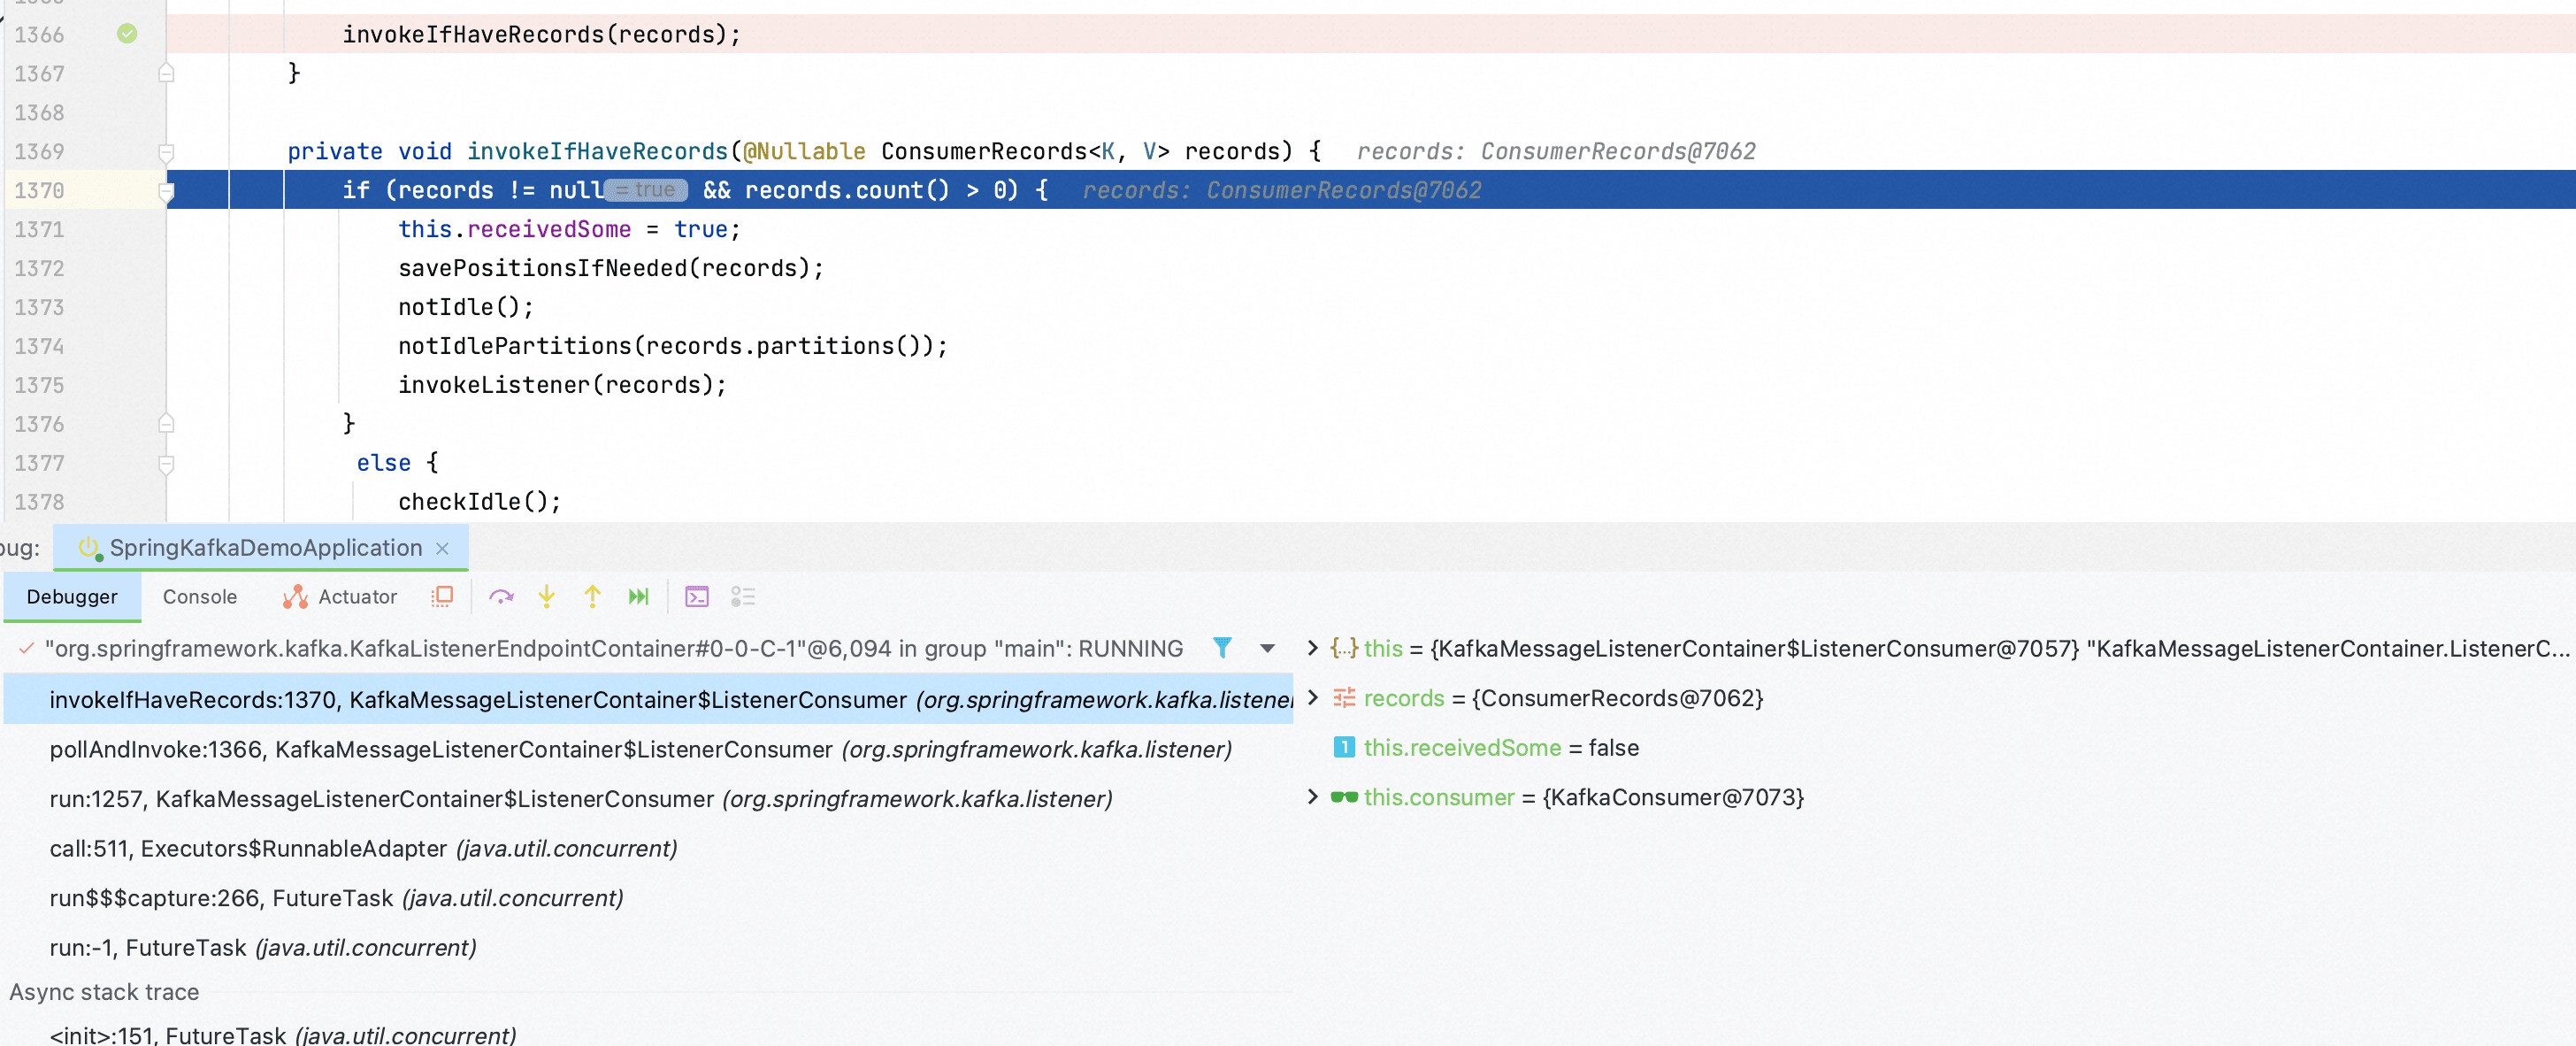 1366 invokeIfHaveRecords(records);
1367 }
1368
1369 private void invokeIfHaveRecords(@Nullable ConsumerRecords<K, V> records) { records: ConsumerRecords@7062
1370 if (records != null = true && records.count() > 0) { records: ConsumerRecords@7062
1371 this.receivedSome = true;
1372 savePositionsIfNeeded(records);
1373 notIdle();
1374 notIdlePartitions(records.partitions());
1375 invokeListener(records);
1376 }
1377 else {
1378 checkIdle();
bug: SpringKafkaDemoApplication
Debugger Console Actuator
"org.springframework.kafka.KafkaListenerEndpointContainer#0-0-C-1"@6,094 in group "main": RUNNING
invokeIfHaveRecords:1370, KafkaMessageListenerContainer$ListenerConsumer (org.springframework.kafka.listener
pollAndInvoke:1366, KafkaMessageListenerContainer$ListenerConsumer (org.springframework.kafka.listener)
run:1257, KafkaMessageListenerContainer$ListenerConsumer (org.springframework.kafka.listener)
call:511, Executors$RunnableAdapter (java.util.concurrent)
run$$$capture:266, FutureTask (java.util.concurrent)
run:-1, FutureTask (java.util.concurrent)
Async stack trace
<init>:151, FutureTask (java.util.concurrent)
{...} this = {KafkaMessageListenerContainer$ListenerConsumer@7057} "KafkaMessageListenerContainer.ListenerC...
records = {ConsumerRecords@7062}
1 this.receivedSome = false
this.consumer = {KafkaConsumer@7073}